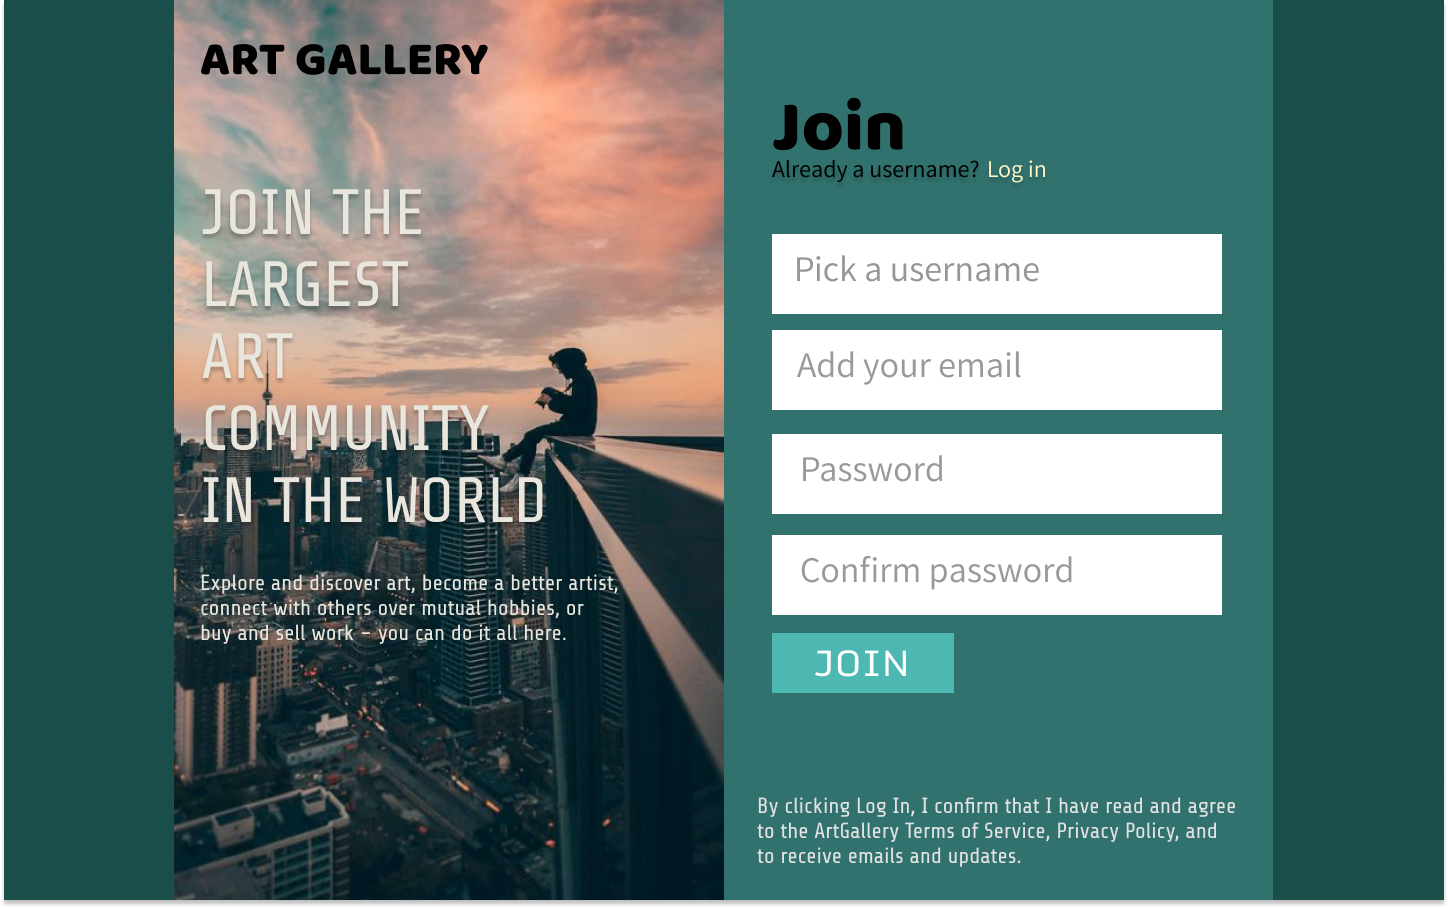 ART GALLERY
JOIN THE
LARGEST
ART
COMMUNITY
IN THE WORLD
Explore and discover art, become a better artist,
connect with others over mutual hobbies, or
buy and sell work – you can do it all here.
Join
Already a username? Log in
Pick a username
Add your email
Password
Confirm password
JOIN
By clicking Log In, I confirm that I have read and agree
to the ArtGallery Terms of Service, Privacy Policy, and
to receive emails and updates.